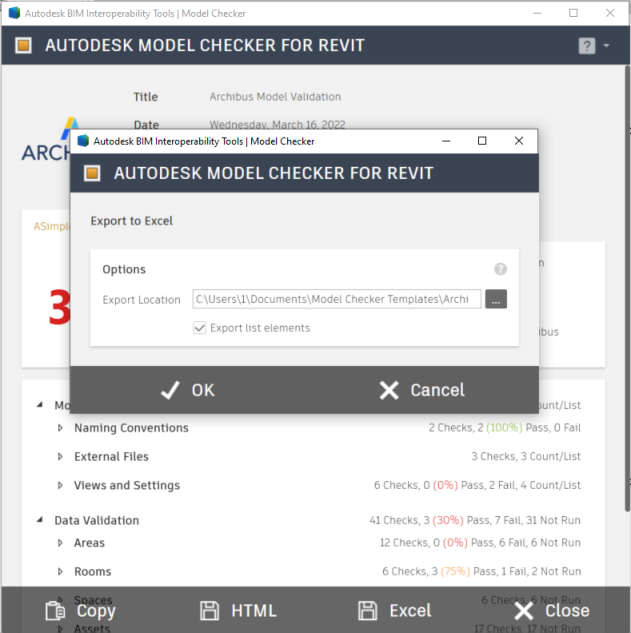 Autodesk BIM Interoperability Tools | Model Checker
AUTODESK MODEL CHECKER FOR REVIT
?
Title Archibus Model Validation
Date Wednesday, March 16, 2022
ARCH
Autodesk BIM Interoperability Tools | Model Checker
AUTODESK MODEL CHECKER FOR REVIT
Export to Excel
ASimpl
Options ?
Export Location C:\Users\1\Documents\Model Checker Templates\Archi ...
3
Export list elements
ibus
OK Cancel
Mo ount/List
Naming Conventions 2 Checks, 2 (100%) Pass, 0 Fail
External Files 3 Checks, 3 Count/List
Views and Settings 6 Checks, 0 (0%) Pass, 2 Fail, 4 Count/List
Data Validation 41 Checks, 3 (30%) Pass, 7 Fail, 31 Not Run
Areas 12 Checks, 0 (0%) Pass, 6 Fail, 6 Not Run
Rooms 6 Checks, 3 (75%) Pass, 1 Fail, 2 Not Run
Spaces 6 Checks, 6 Not Run
Copy HTML Excel Close
Assets 17 Checks, 17 Not Run